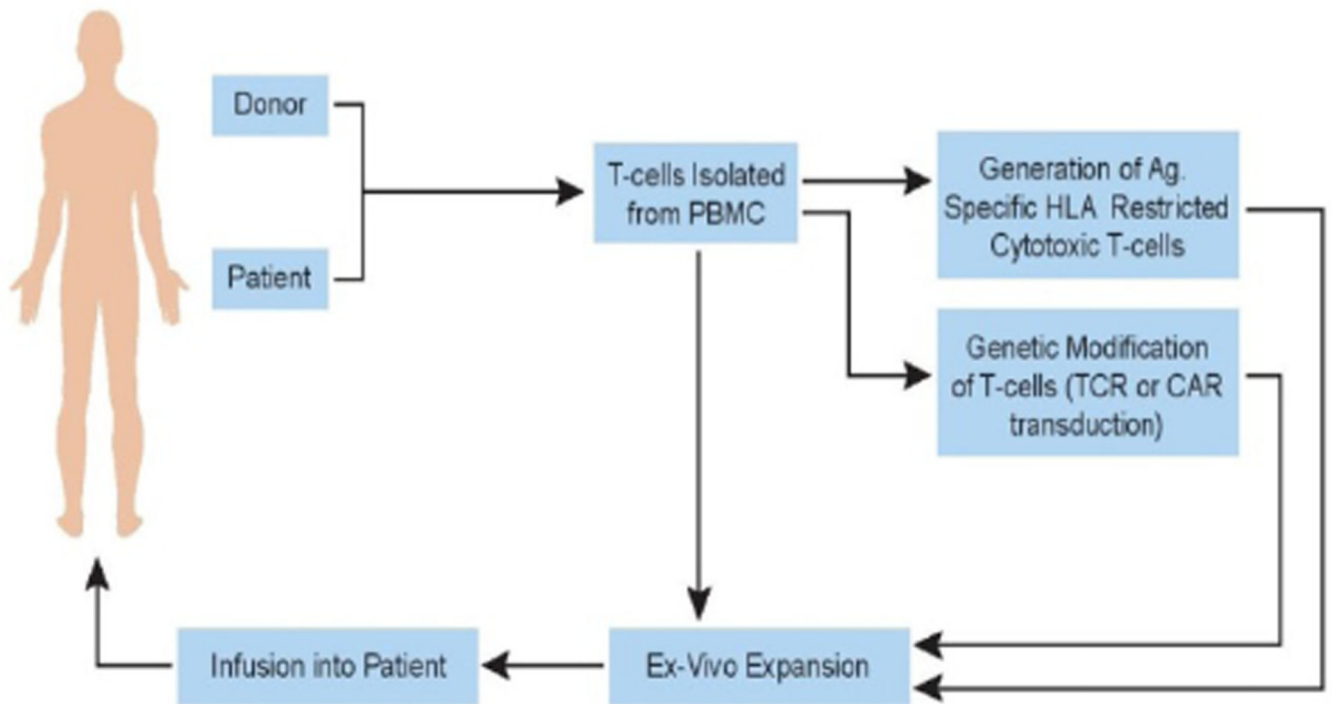 Donor
Patient
T-cells Isolated
from PBMC
Generation of Ag.
Specific HLA Restricted
Cytotoxic T-cells
Genetic Modification
of T-cells (TCR or CAR
transduction)
Infusion into Patient
Ex-Vivo Expansion